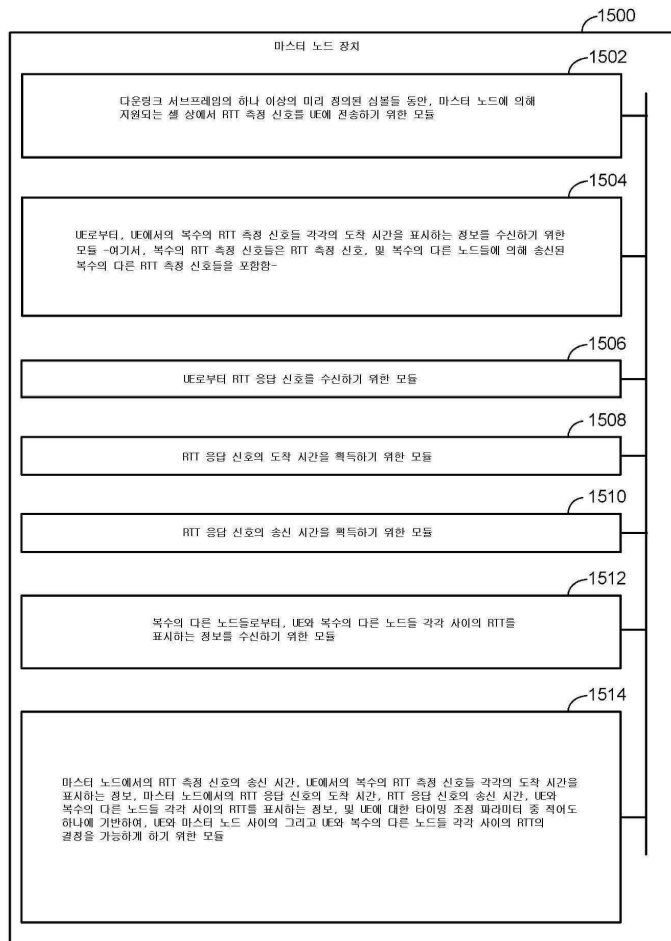 1500
마스터 노드 장치
1502
다운링크 서브프레임의 하나 이상의 미리 정의된 심볼들 동안, 마스터 노드에 의해
지원되는 셀 상에서 RTT 측정 신호를 UE에 전송하기 위한 모듈
1504
UE로부터, UE에서의 복수의 RTT 측정 신호들 각각의 도착 시간을 표시하는 정보를 수신하기 위한
모듈 -여기서, 복수의 RTT 측정 신호들은 RTT 측정 신호, 및 복수의 다른 노드들에 의해 송신된
복수의 다른 RTT 측정 신호들을 포함함-
1506
UE로부터 RTT 응답 신호를 수신하기 위한 모듈
1508
RTT 응답 신호의 도착 시간을 획득하기 위한 모듈
1510
RTT 응답 신호의 송신 시간을 획득하기 위한 모듈
1512
복수의 다른 노드들로부터, UE와 복수의 다른 노드들 각각 사이의 RTT를
표시하는 정보를 수신하기 위한 모듈
1514
마스터 노드에서의 RTT 측정 신호의 송신 시간, UE에서의 복수의 RTT 측정 신호들 각각의 도착 시간을
표시하는 정보, 마스터 노드에서의 RTT 응답 신호의 도착 시간, RTT 응답 신호의 송신 시간, UE와
복수의 다른 노드들 각각 사이의 RTT를 표시하는 정보, 및 UE에 대한 타이밍 조정 파라미터 중 적어도
하나에 기반하여, UE와 마스터 노드 사이의 그리고 UE와 복수의 다른 노드들 각각 사이의 RTT의
결정을 가능하게 하기 위한 모듈